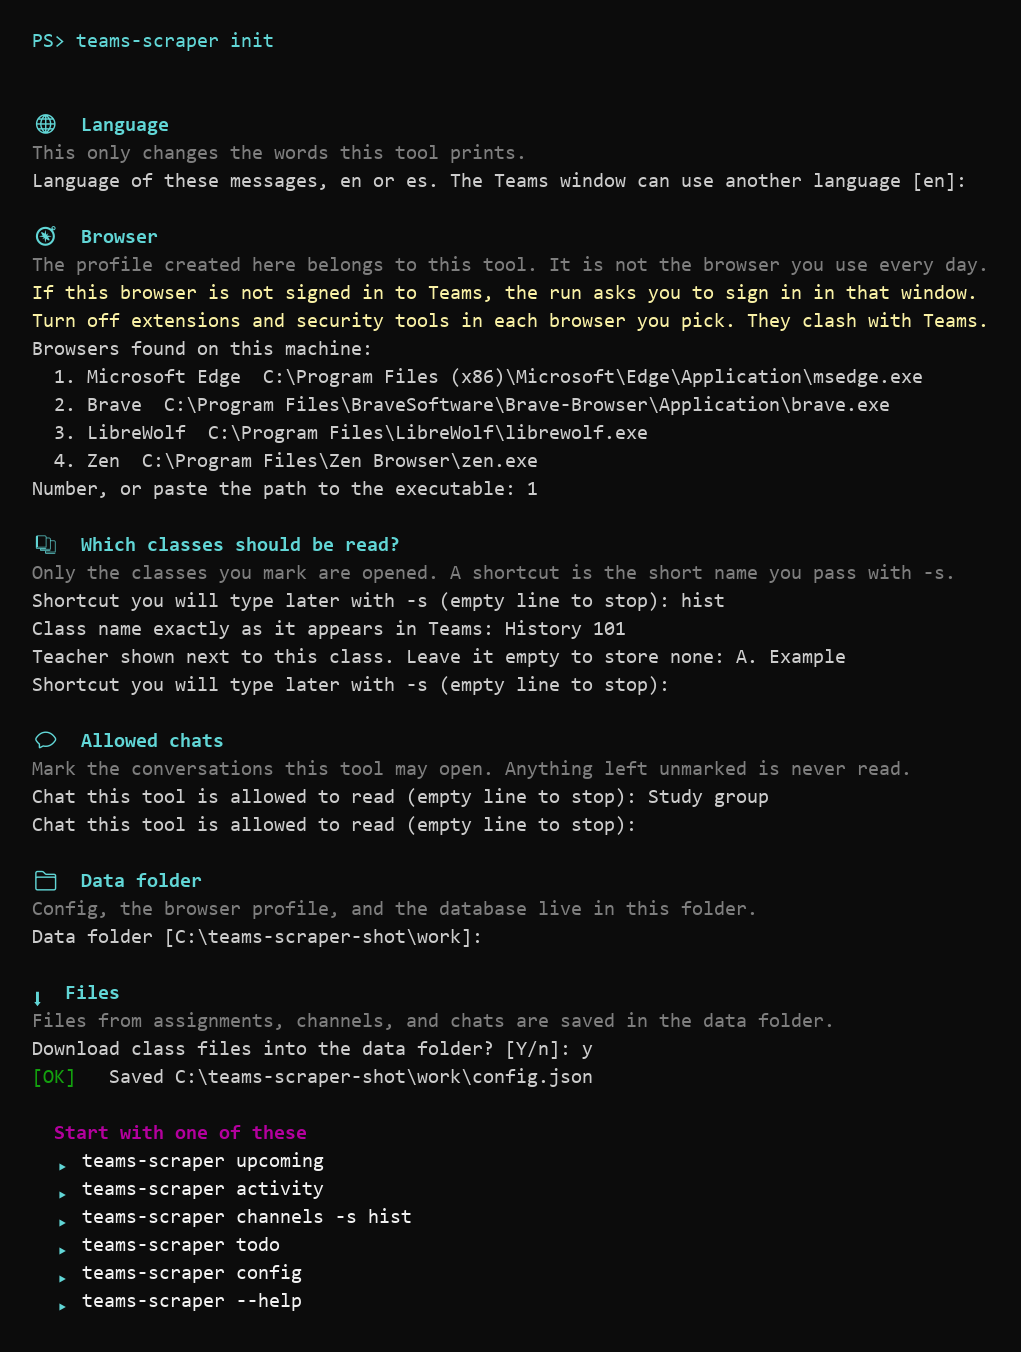 PS> teams-scraper init
Language
This only changes the words this tool prints.
Language of these messages, en or es. The Teams window can use another language [en]:
Browser
The profile created here belongs to this tool. It is not the browser you use every day.
If this browser is not signed in to Teams, the run asks you to sign in in that window.
Turn off extensions and security tools in each browser you pick. They clash with Teams.
Browsers found on this machine:
1. Microsoft Edge  C:\Program Files (x86)\Microsoft\Edge\Application\msedge.exe
2. Brave  C:\Program Files\BraveSoftware\Brave-Browser\Application\brave.exe
3. LibreWolf  C:\Program Files\LibreWolf\librewolf.exe
4. Zen  C:\Program Files\Zen Browser\zen.exe
Number, or paste the path to the executable: 1
Which classes should be read?
Only the classes you mark are opened. A shortcut is the short name you pass with -s.
Shortcut you will type later with -s (empty line to stop): hist
Class name exactly as it appears in Teams: History 101
Teacher shown next to this class. Leave it empty to store none: A. Example
Shortcut you will type later with -s (empty line to stop):
Allowed chats
Mark the conversations this tool may open. Anything left unmarked is never read.
Chat this tool is allowed to read (empty line to stop): Study group
Chat this tool is allowed to read (empty line to stop):
Data folder
Config, the browser profile, and the database live in this folder.
Data folder [C:\teams-scraper-shot\work]:
Files
Files from assignments, channels, and chats are saved in the data folder.
Download class files into the data folder? [Y/n]: y
[OK]   Saved C:\teams-scraper-shot\work\config.json
Start with one of these
▸ teams-scraper upcoming
▸ teams-scraper activity
▸ teams-scraper channels -s hist
▸ teams-scraper todo
▸ teams-scraper config
▸ teams-scraper --help